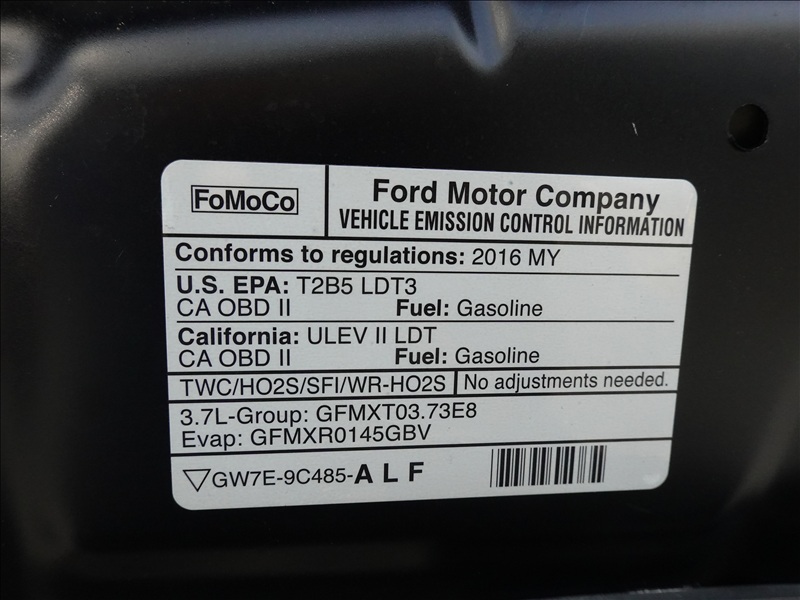 FoMoCo
Ford Motor Company
VEHICLE EMISSION CONTROL INFORMATION
Conforms to regulations: 2016 MY
U.S. EPA: T2B5 LDT3
CA OBD II Fuel: Gasoline
California: ULEV II LDT
CA OBD II Fuel: Gasoline
TWC/HO2S/SFI/WR-HO2S No adjustments needed.
3.7L-Group: GFMXT03.73E8
Evap: GFMXR0145GBV
GW7E-9C485-A L F